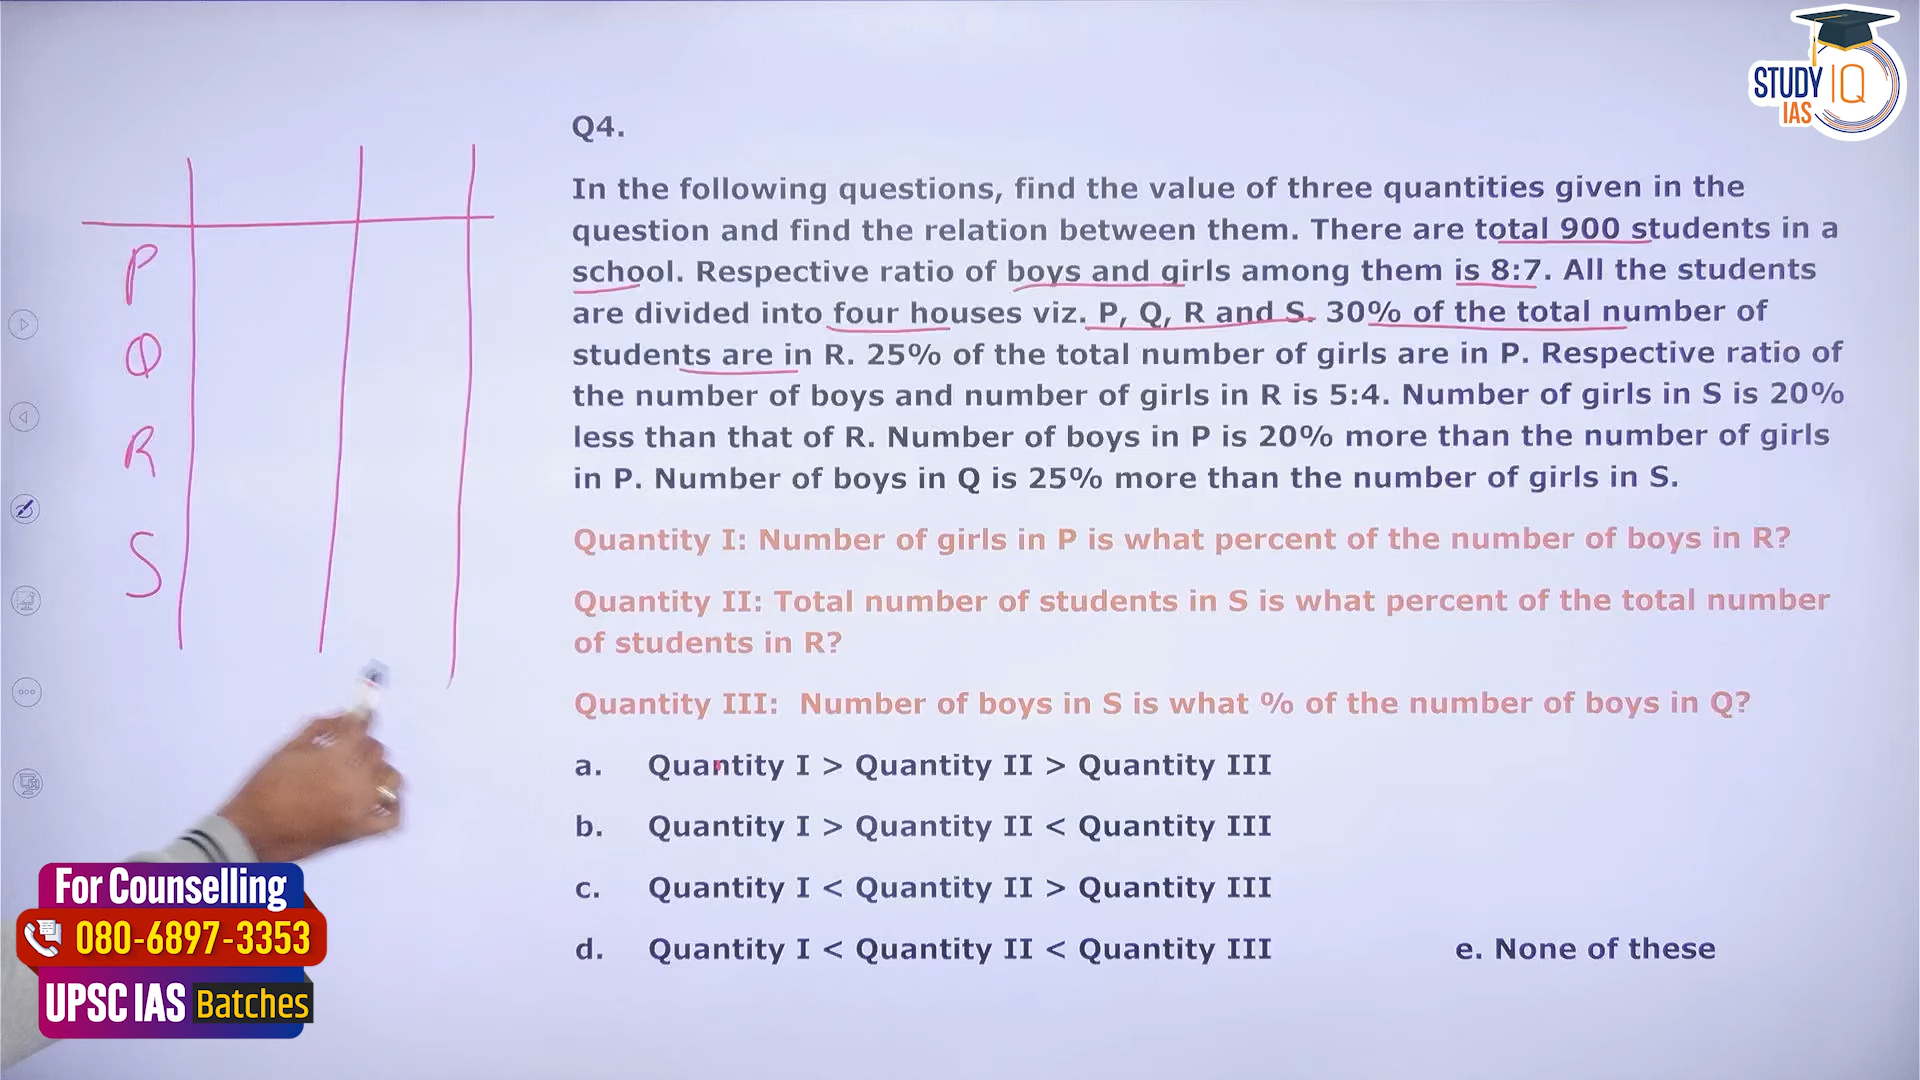 STUDY IQ
IAS
Q4.
In the following questions, find the value of three quantities given in the
question and find the relation between them. There are total 900 students in a
school. Respective ratio of boys and girls among them is 8:7. All the students
are divided into four houses viz. P, Q, R and S. 30% of the total number of
students are in R. 25% of the total number of girls are in P. Respective ratio of
the number of boys and number of girls in R is 5:4. Number of girls in S is 20%
less than that of R. Number of boys in P is 20% more than the number of girls
in P. Number of boys in Q is 25% more than the number of girls in S.
Quantity I: Number of girls in P is what percent of the number of boys in R?
Quantity II: Total number of students in S is what percent of the total number
of students in R?
Quantity III: Number of boys in S is what % of the number of boys in Q?
a. Quantity I > Quantity II > Quantity III
b. Quantity I > Quantity II < Quantity III
c. Quantity I < Quantity II > Quantity III
d. Quantity I < Quantity II < Quantity III e. None of these
P
Q
R
S
For Counselling
080-6897-3353
UPSC IAS Batches